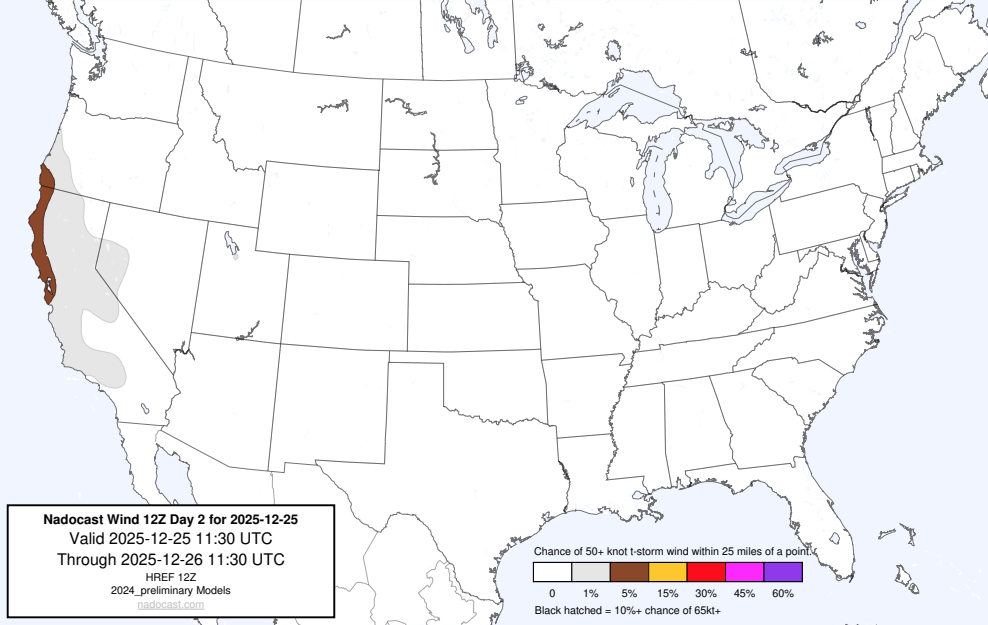 Nadocast Wind 12Z Day 2 for 2025-12-25
Valid 2025-12-25 11:30 UTC
Through 2025-12-26 11:30 UTC
HREF 12Z
2024_preliminary Models
nadocast.com
Chance of 50+ knot t-storm wind within 25 miles of a point.
0 1% 5% 15% 30% 45% 60%
Black hatched = 10%+ chance of 65kt+